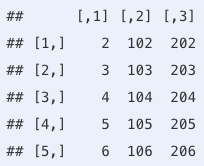 ##      [,1] [,2] [,3]
## [1,]    2  102  202
## [2,]    3  103  203
## [3,]    4  104  204
## [4,]    5  105  205
## [5,]    6  106  206